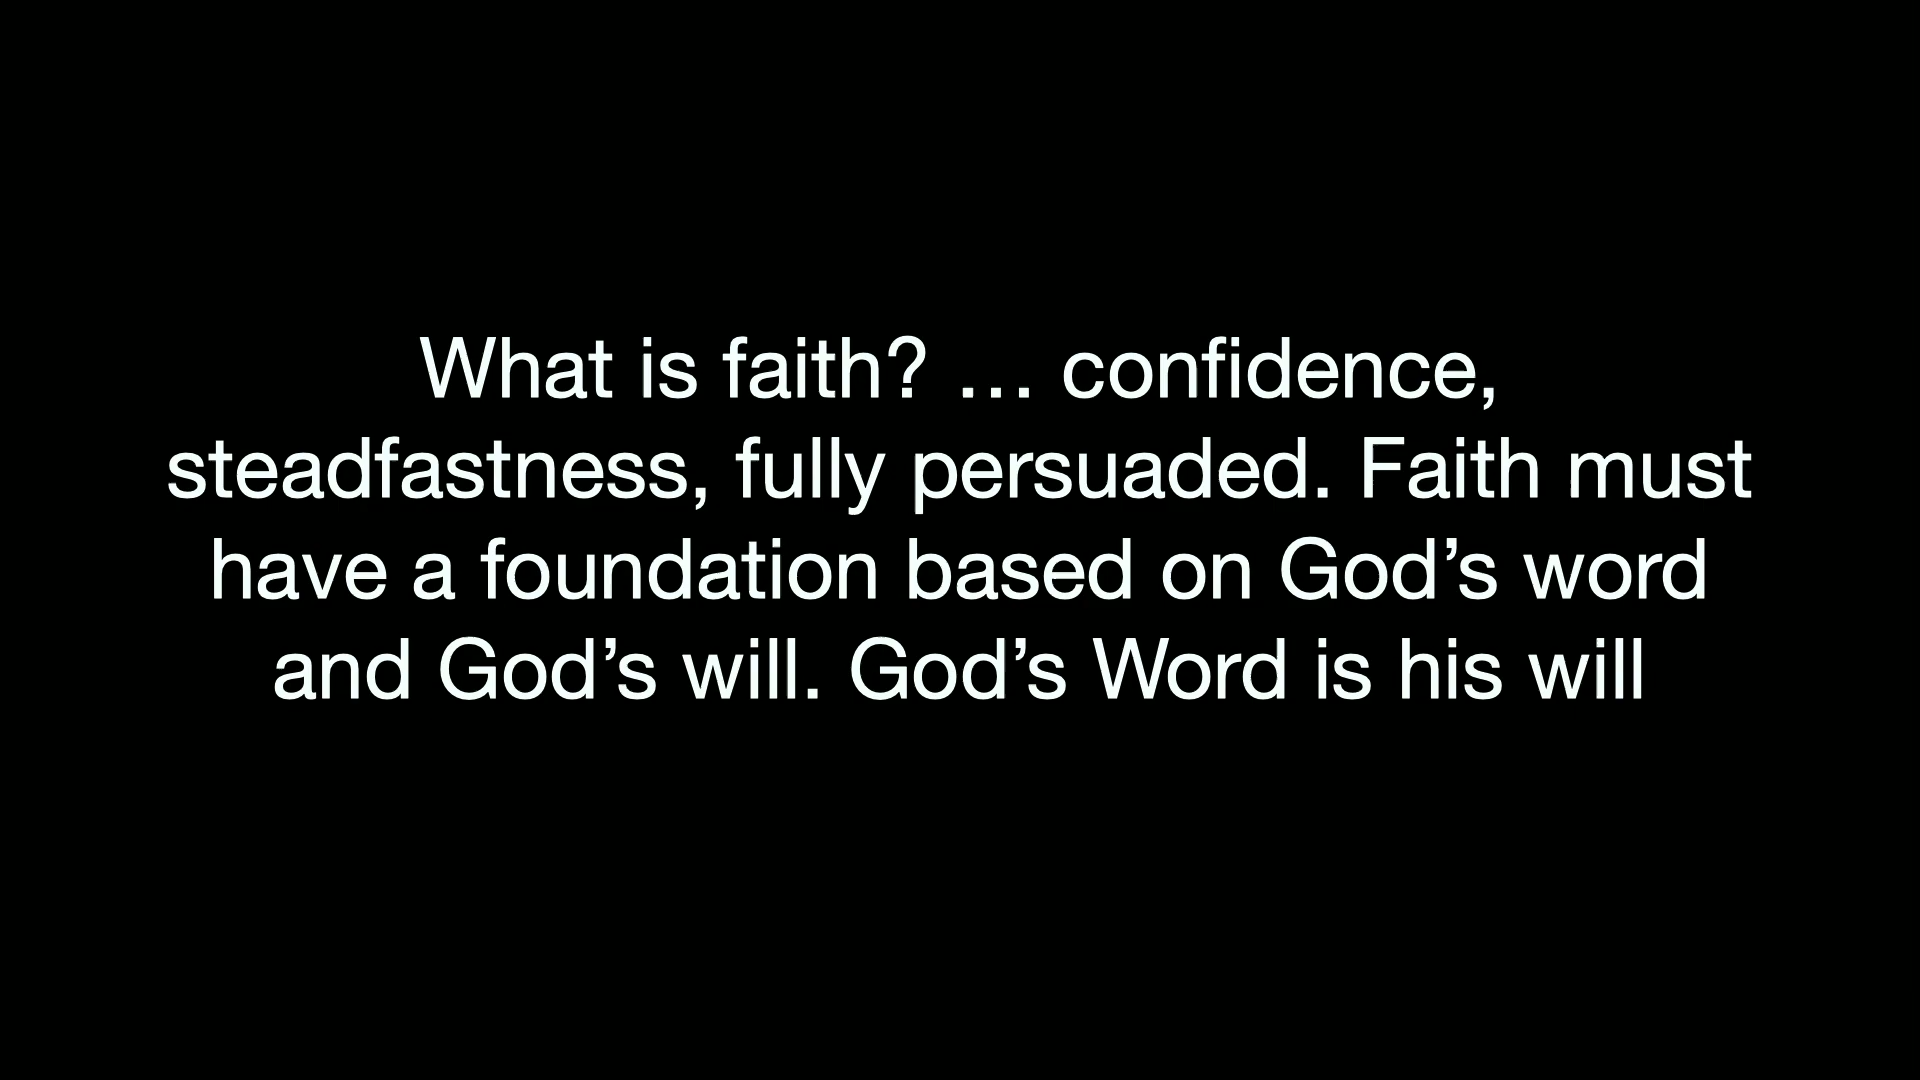 What is faith? … confidence,
steadfastness, fully persuaded. Faith must
have a foundation based on God’s word
and God’s will. God’s Word is his will